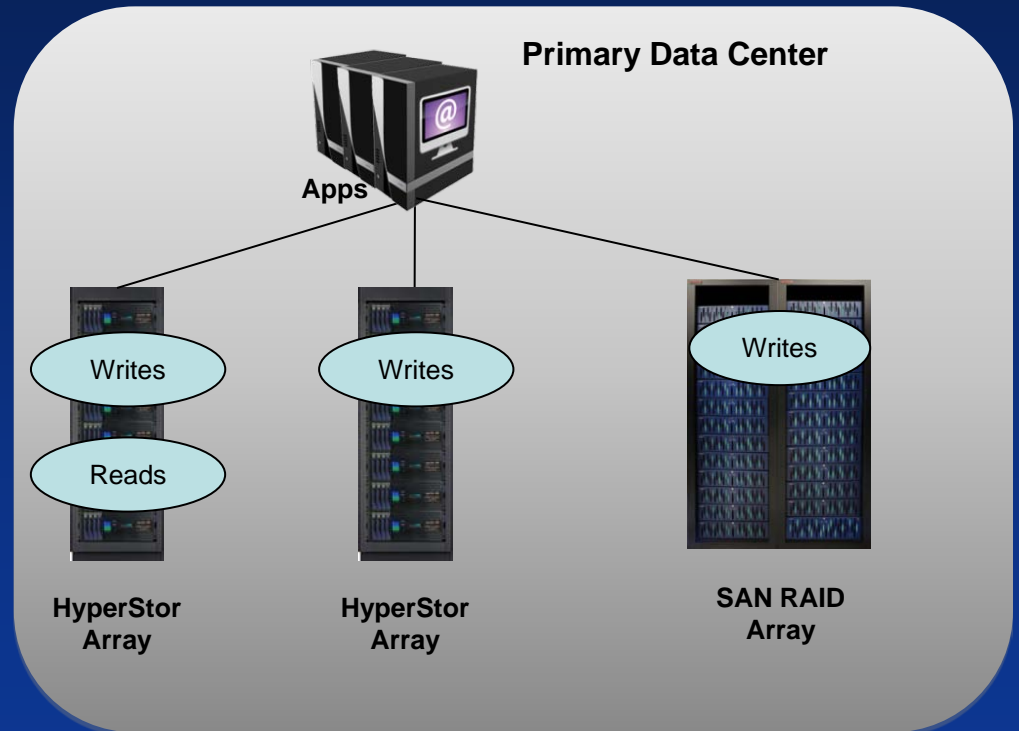 Primary Data Center
@
Apps
Writes
Writes
Writes
Reads
HyperStor
Array
HyperStor
Array
SAN RAID
Array